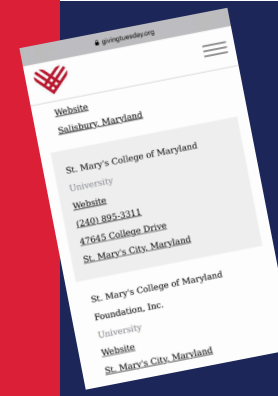 givingtuesday.org
Website
Salisbury, Maryland
St. Mary's College of Maryland
University
Website
(240) 895-3311
47645 College Drive
St. Mary's City, Maryland
St. Mary's College of Maryland
Foundation, Inc.
University
Website
St. Mary's City, Maryland